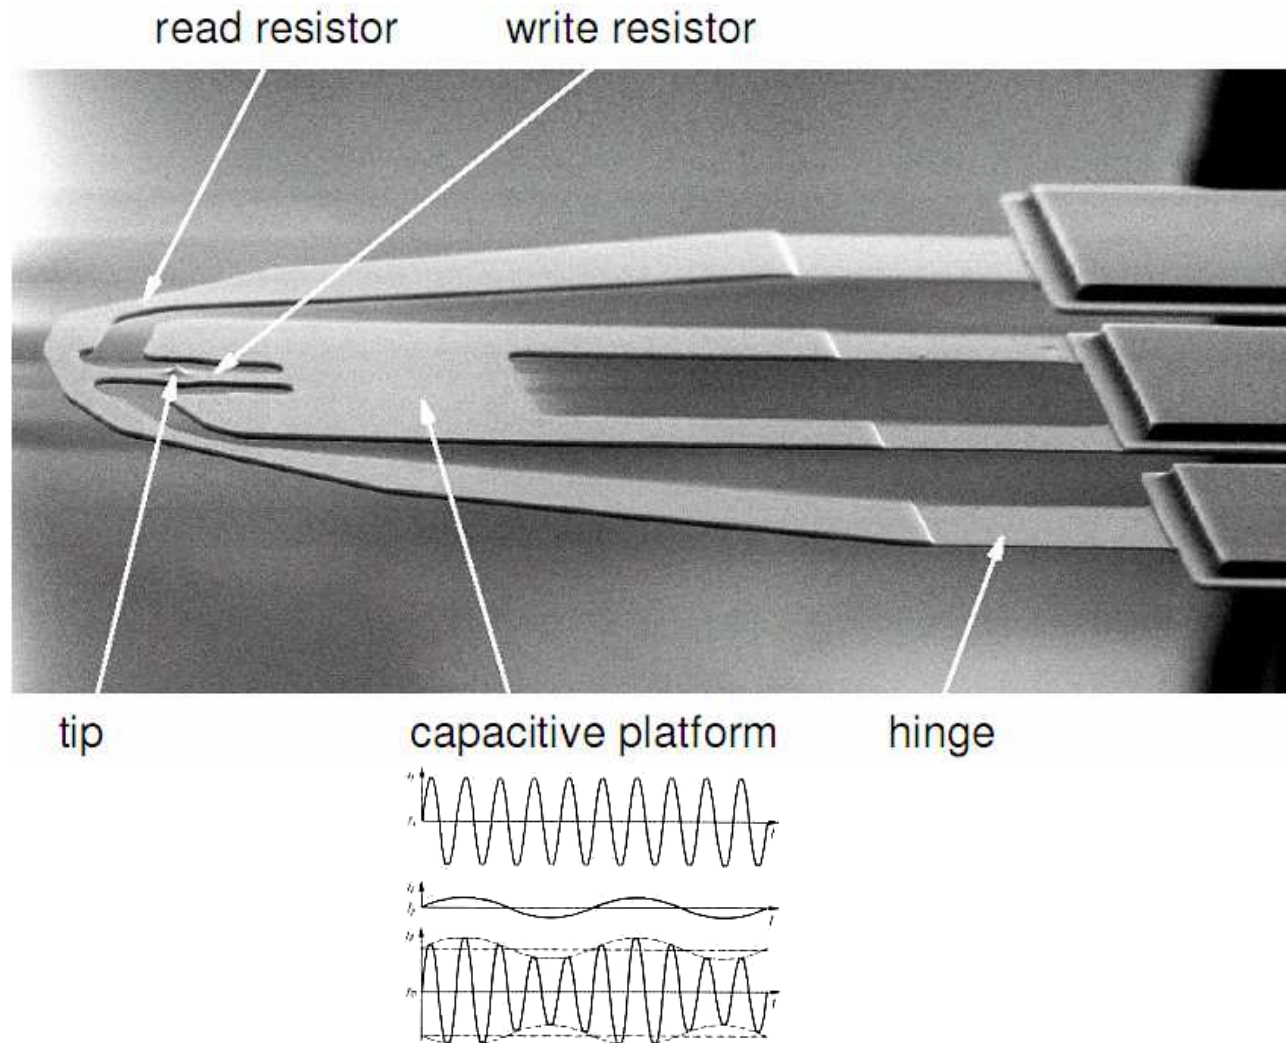 read resistor write resistor
tip capacitive platform hinge